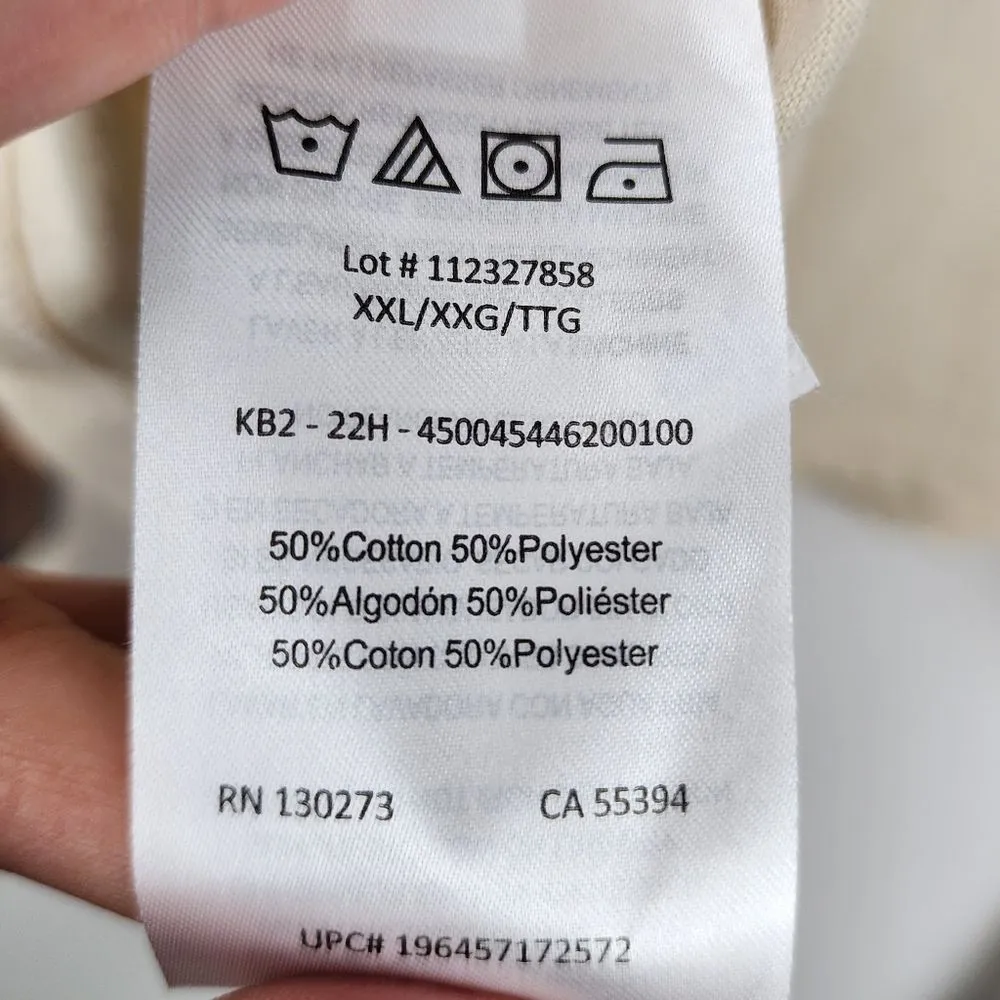 Lot # 112327858
XXL/XXG/TTG
KB2 - 22H - 450045446200100
50%Cotton 50%Polyester
50%Algodón 50%Poliéster
50%Coton 50%Polyester
RN 130273 CA 55394
UPC# 196457172572